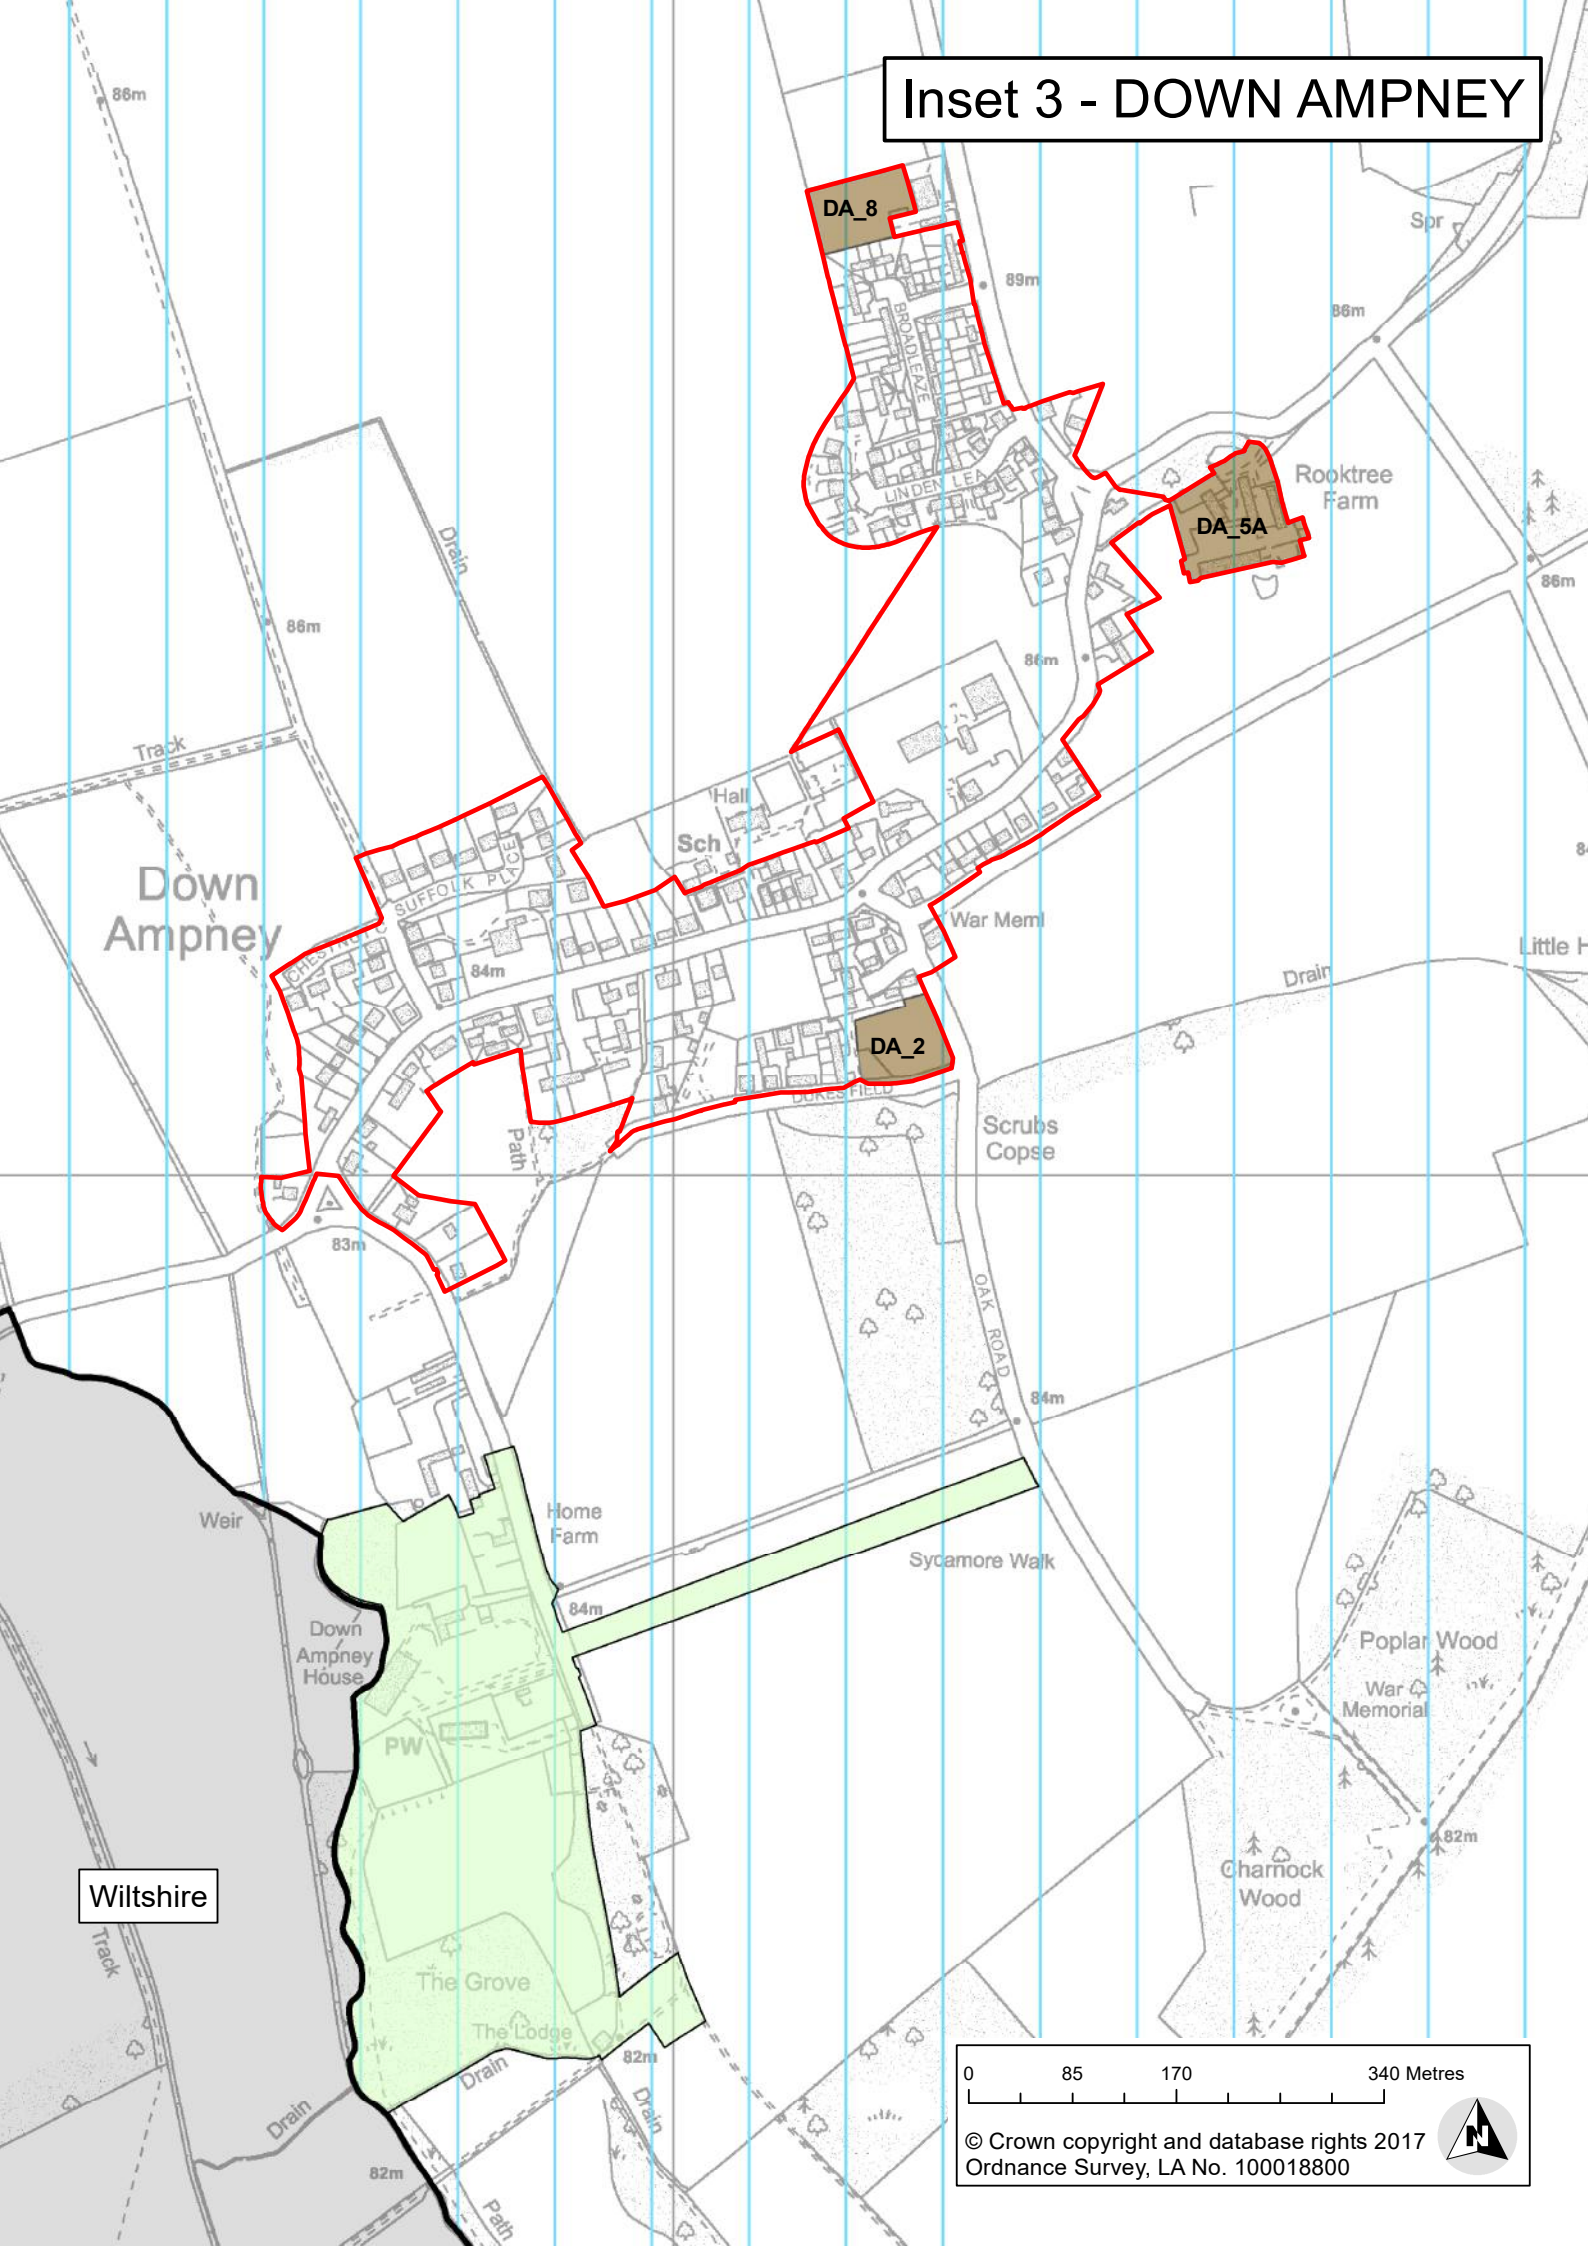 Inset 3 - DOWN AMPNEY
86m
DA_8
Spr
89m
86m
BROADLEAZE
LINDEN LEA
Rooktree
Farm
DA_5A
Drain
86m
86m
86m
Track
Hall
Sch
Down
Ampney
SUFFOLK PLACE
War Meml
Little H
84m
Drain
DA_2
DUKES FIELD
Scrubs
Copse
Path
83m
OAK ROAD
84m
Weir
Home
Farm
Sycamore Walk
84m
Down
Ampney
House
Poplar Wood
War
Memorial
PW
82m
Charnock
Wood
Wiltshire
Track
The Grove
The Lodge
82m
Drain
Drain
Drain
82m
Path
0 85 170 340 Metres
N
© Crown copyright and database rights 2017
Ordnance Survey, LA No. 100018800